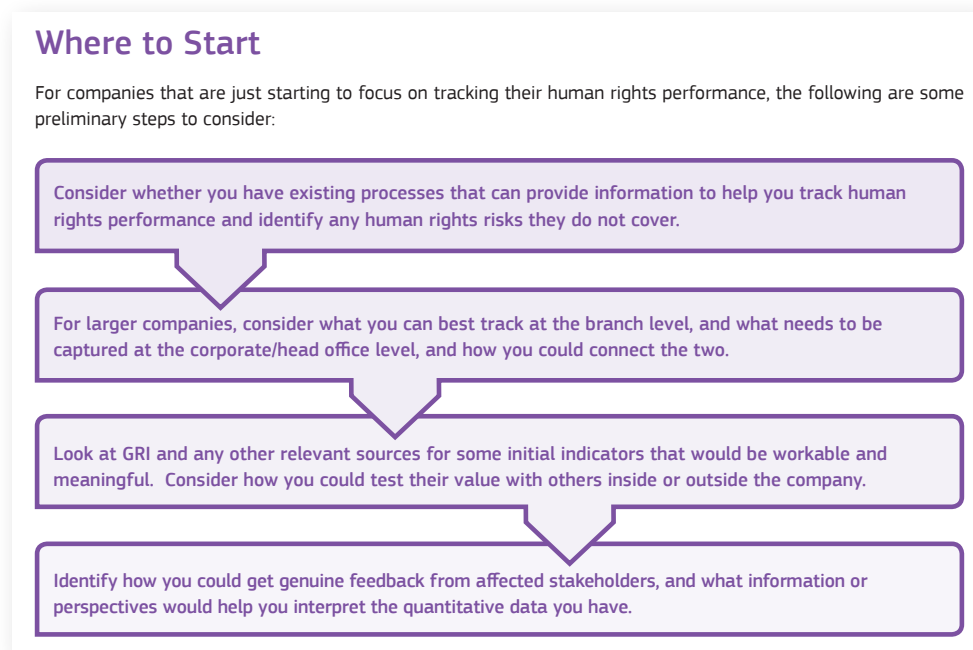 Where to Start
For companies that are just starting to focus on tracking their human rights performance, the following are some
preliminary steps to consider:
Consider whether you have existing processes that can provide information to help you track human
rights performance and identify any human rights risks they do not cover.
For larger companies, consider what you can best track at the branch level, and what needs to be
captured at the corporate/head office level, and how you could connect the two.
Look at GRI and any other relevant sources for some initial indicators that would be workable and
meaningful.  Consider how you could test their value with others inside or outside the company.
Identify how you could get genuine feedback from affected stakeholders, and what information or
perspectives would help you interpret the quantitative data you have.